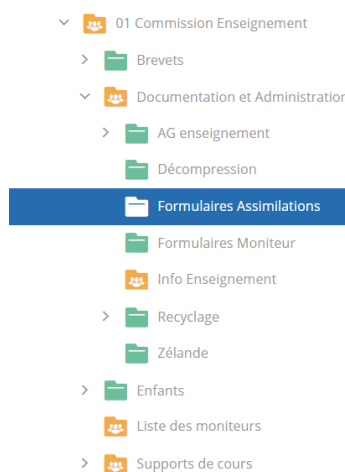 01 Commission Enseignement
Brevets
Documentation et Administration
AG enseignement
Décompression
Formulaires Assimilations
Formulaires Moniteur
Info Enseignement
Recyclage
Zélande
Enfants
Liste des moniteurs
Supports de cours